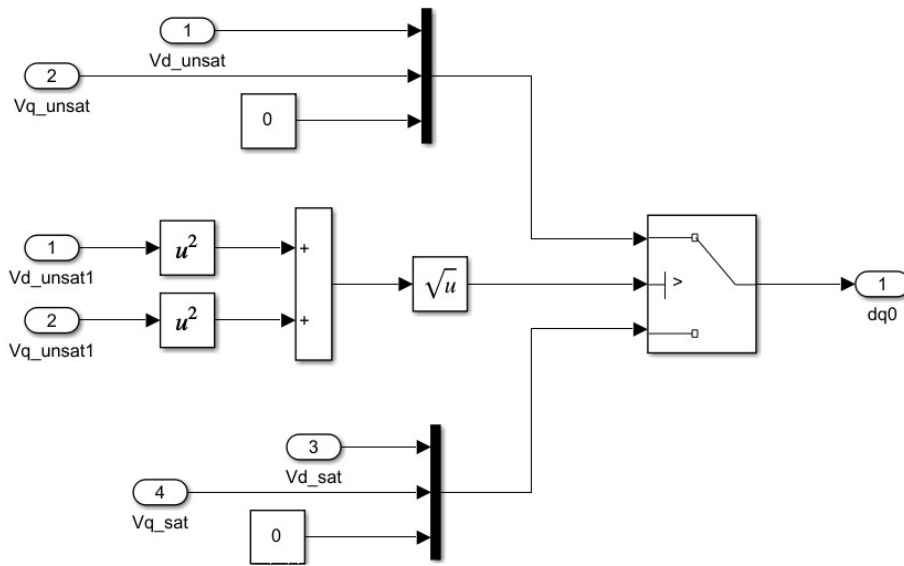 1
Vd_unsat
2
Vq_unsat
0
1
Vd_unsat1
u²
+
2
Vq_unsat1
u²
+
√u
>
1
dq0
3
Vd_sat
4
Vq_sat
0